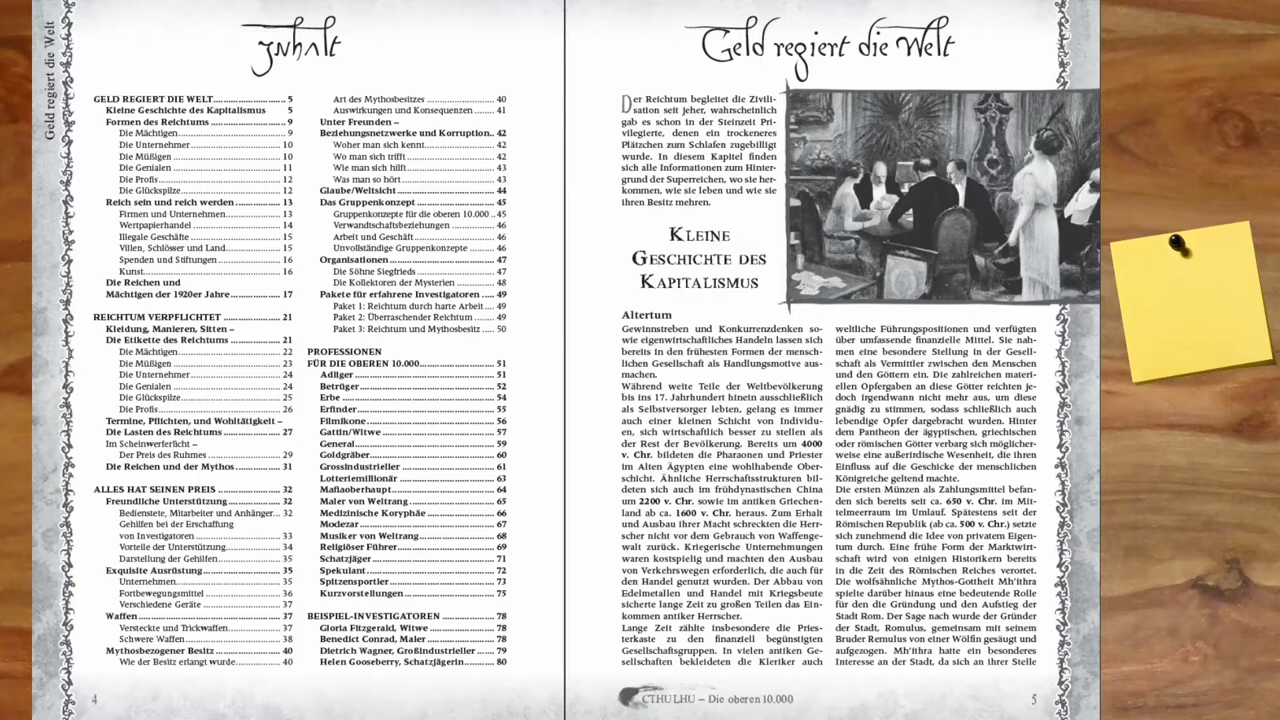 Geld regiert die Welt
Inhalt
GELD REGIERT DIE WELT.......................... 5
Kleine Geschichte des Kapitalismus 5
Formen des Reichtums ........................... 9
Die Mächtigen..................................... 9
Die Unternehmer ................................ 10
Die Müßigen ..................................... 10
Die Genialen ..................................... 11
Die Profis........................................... 12
Die Glückspilze .................................. 12
Reich sein und reich werden ................. 13
Firmen und Unternehmen.................... 13
Wertpapierhandel .............................. 14
Illegale Geschäfte ............................... 15
Villen, Schlösser und Land.................... 15
Spenden und Stiftungen ...................... 16
Kunst................................................ 16
Die Reichen und
Mächtigen der 1920er Jahre ................. 17
REICHTUM VERPFLICHTET ...................... 21
Kleidung, Manieren, Sitten –
Die Etikette des Reichtums ................... 21
Die Mächtigen.................................... 22
Die Müßigen ..................................... 23
Die Unternehmer ................................ 24
Die Genialen ..................................... 24
Die Glückspilze .................................. 25
Die Profis........................................... 26
Termine, Pflichten, und Wohltätigkeit –
Die Lasten des Reichtums ..................... 27
Im Scheinwerferlicht –
Der Preis des Ruhmes ......................... 29
Die Reichen und der Mythos................. 31
ALLES HAT SEINEN PREIS ....................... 32
Freundliche Unterstützung ................... 32
Bedienstete, Mitarbeiter und Anhänger... 32
Gehilfen bei der Erschaffung
von Investigatoren .............................. 33
Vorteile der Unterstützung................... 34
Darstellung der Gehilfen...................... 35
Exquisite Ausrüstung............................ 35
Unternehmen..................................... 35
Fortbewegungsmittel .......................... 36
Verschiedene Geräte .......................... 37
Waffen ............................................... 37
Versteckte und Trickwaffen.................. 37
Schwere Waffen ................................. 38
Mythosbezogener Besitz ...................... 40
Wie der Besitz erlangt wurde................ 40
Art des Mythosbesitzes ....................... 40
Auswirkungen und Konsequenzen ........ 41
Unter Freunden –
Beziehungsnetzwerke und Korruption.. 42
Woher man sich kennt........................ 42
Wo man sich trifft .............................. 42
Wie man sich hilft .............................. 43
Was man so hört ................................ 43
Glaube/Weltsicht ................................ 44
Das Gruppenkonzept ........................... 45
Gruppenkonzepte für die oberen 10.000 .. 45
Verwandtschaftsbeziehungen .............. 46
Arbeit und Geschäft............................ 46
Unvollständige Gruppenkonzepte ......... 46
Organisationen ................................... 47
Die Söhne Siegfrieds ........................... 47
Die Kollektoren der Mysterien .............. 48
Pakete für erfahrene Investigatoren ..... 49
Paket 1: Reichtum durch harte Arbeit .... 49
Paket 2: Überraschender Reichtum ....... 49
Paket 3: Reichtum und Mythosbesitz ..... 50
PROFESSIONEN
FÜR DIE OBEREN 10.000........................ 51
Adliger ............................................... 51
Betrüger.............................................. 52
Erbe ................................................... 54
Erfinder............................................... 55
Filmikone ............................................ 56
Gattin/Witwe ...................................... 57
General............................................... 59
Goldgräber.......................................... 60
Grossindustrieller ................................ 61
Lotteriemillionär ................................. 63
Mafiaoberhaupt................................... 64
Maler von Weltrang ............................. 65
Medizinische Koryphäe ........................ 66
Modezar ............................................. 67
Musiker von Weltrang .......................... 68
Religiöser Führer................................. 69
Schatzjäger ......................................... 71
Spekulant............................................ 72
Spitzensportler .................................... 73
Kurzvorstellungen ............................... 75
BEISPIEL-INVESTIGATOREN ................... 78
Gloria Fitzgerald, Witwe ...................... 78
Benedict Conrad, Maler ....................... 78
Dietrich Wagner, Großindustrieller ....... 79
Helen Gooseberry, Schatzjägerin.......... 80
4
Geld regiert die Welt
Der Reichtum begleitet die Zivili-
sation seit jeher, wahrscheinlich
gab es schon in der Steinzeit Pri-
vilegierte, denen ein trockeneres
Plätzchen zum Schlafen zugebilligt
wurde. In diesem Kapitel finden
sich alle Informationen zum Hinter-
grund der Superreichen, wo sie her-
kommen, wie sie leben und wie sie
ihren Besitz mehren.
KLEINE
GESCHICHTE DES
KAPITALISMUS
Altertum
Gewinnstreben und Konkurrenzdenken so-
wie eigenwirtschaftliches Handeln lassen sich
bereits in den frühesten Formen der mensch-
lichen Gesellschaft als Handlungsmotive aus-
machen.
Während weite Teile der Weltbevölkerung
bis ins 17. Jahrhundert hinein ausschließlich
als Selbstversorger lebten, gelang es immer
auch einer kleinen Schicht von Individu-
en, sich wirtschaftlich besser zu stellen als
der Rest der Bevölkerung. Bereits um 4000
v. Chr. bildeten die Pharaonen und Priester
im Alten Ägypten eine wohlhabende Ober-
schicht. Ähnliche Herrschaftsstrukturen bil-
deten sich auch im frühdynastischen China
um 2200 v. Chr. sowie im antiken Griechen-
land ab ca. 1600 v. Chr. heraus. Zum Erhalt
und Ausbau ihrer Macht schreckten die Herr-
scher nicht vor dem Gebrauch von Waffenge-
walt zurück. Kriegerische Unternehmungen
waren kostspielig und machten den Ausbau
von Verkehrswegen erforderlich, die auch für
den Handel genutzt wurden. Der Abbau von
Edelmetallen und Handel mit Kriegsbeute
sicherte lange Zeit zu großen Teilen das Ein-
kommen antiker Herrscher.
Lange Zeit zählte insbesondere die Pries-
terkaste zu den finanziell begünstigten
Gesellschaftsgruppen. In vielen antiken Ge-
sellschaften bekleideten die Kleriker auch
weltliche Führungspositionen und verfügten
über umfassende finanzielle Mittel. Sie nah-
men eine besondere Stellung in der Gesell-
schaft als Vermittler zwischen den Menschen
und den Göttern ein. Die zahlreichen materi-
ellen Opfergaben an diese Götter reichten je-
doch irgendwann nicht mehr aus, um diese
gnädig zu stimmen, sodass schließlich auch
lebendige Opfer dargebracht wurden. Hinter
dem Pantheon der ägyptischen, griechischen
oder römischen Götter verbarg sich möglicher-
weise eine außerirdische Wesenheit, die ihren
Einfluss auf die Geschicke der menschlichen
Königreiche geltend machte.
Die ersten Münzen als Zahlungsmittel befan-
den sich bereits seit ca. 650 v. Chr. im Mit-
telmeerraum im Umlauf. Spätestens seit der
Römischen Republik (ab ca. 500 v. Chr.) setzte
sich zunehmend die Idee von privatem Eigen-
tum durch. Eine frühe Form der Marktwirt-
schaft wird von einigen Historikern bereits
in die Zeit des Römischen Reiches verortet.
Die wolfsähnliche Mythos-Gottheit Mh'ithra
spielte darüber hinaus eine bedeutende Rolle
für den die Gründung und den Aufstieg der
Stadt Rom. Der Sage nach wurde der Gründer
der Stadt, Romulus, gemeinsam mit seinem
Bruder Remulus von einer Wölfin gesäugt und
aufgezogen. Mh'ithra hatte ein besonderes
Interesse an der Stadt, da sich an ihrer Stelle
CTHULHU – Die oberen 10.000
5